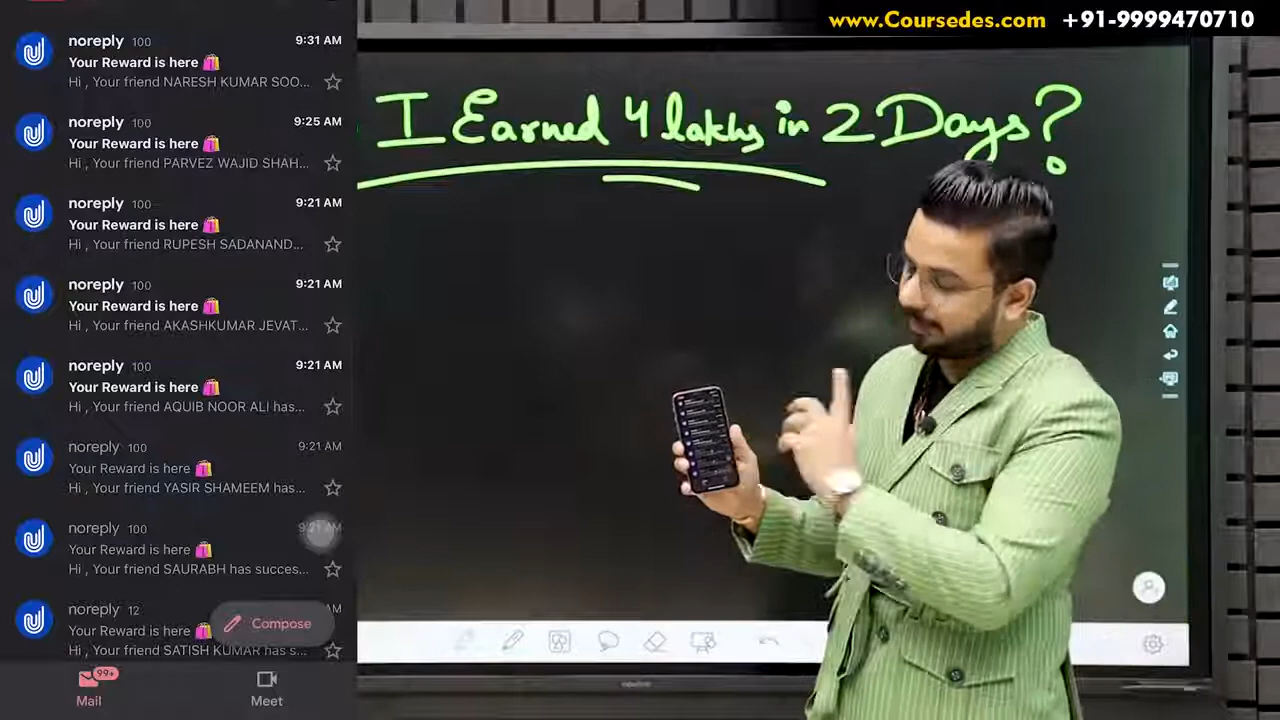 www.Coursedes.com +91-9999470710
I Earned 4 lakhs in 2 Days?
noreply 100 9:31 AM
Your Reward is here 🛍️
Hi , Your friend NARESH KUMAR SOO...
noreply 100 9:25 AM
Your Reward is here 🛍️
Hi , Your friend PARVEZ WAJID SHAH...
noreply 100 9:21 AM
Your Reward is here 🛍️
Hi , Your friend RUPESH SADANAND...
noreply 100 9:21 AM
Your Reward is here 🛍️
Hi , Your friend AKASHKUMAR JEVAT...
noreply 100 9:21 AM
Your Reward is here 🛍️
Hi , Your friend AQUIB NOOR ALI has...
noreply 100 9:21 AM
Your Reward is here 🛍️
Hi , Your friend YASIR SHAMEEM has...
noreply 100 9:21 AM
Your Reward is here 🛍️
Hi , Your friend SAURABH has succes...
noreply 12 AM
Your Reward is here 🛍️
Hi , Your friend SATISH KUMAR has s...
Compose
99+
Mail Meet